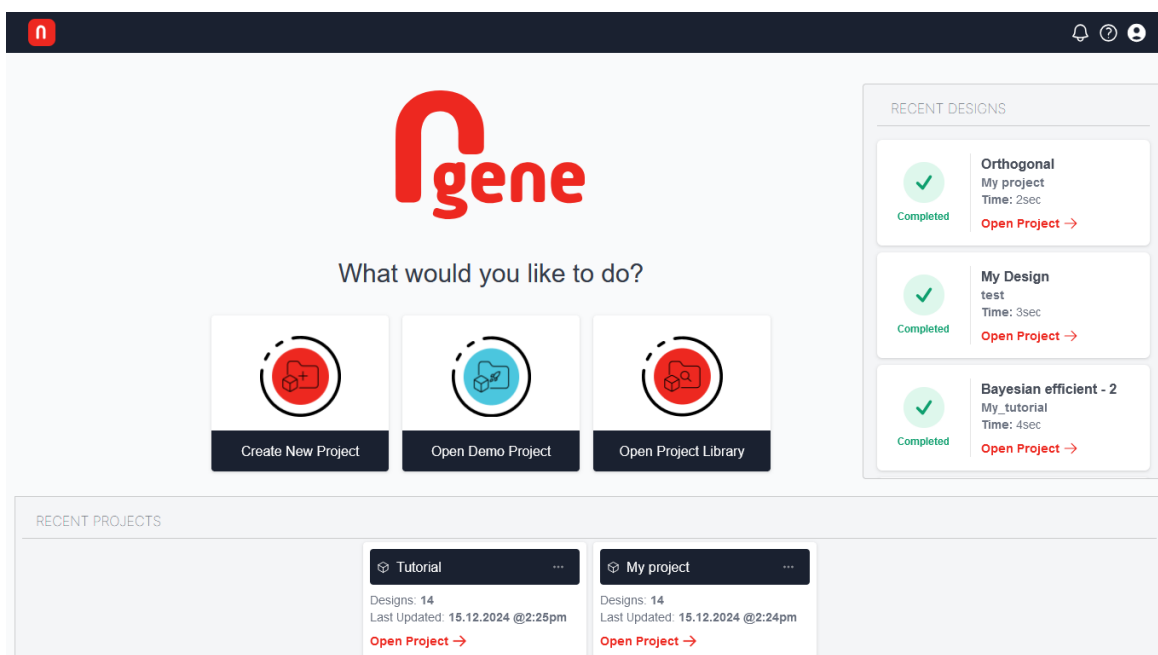 n
ngene
What would you like to do?
Create New Project
Open Demo Project
Open Project Library
RECENT DESIGNS
Orthogonal
My project
Time: 2sec
Completed
Open Project →
My Design
test
Time: 3sec
Completed
Open Project →
Bayesian efficient - 2
My_tutorial
Time: 4sec
Completed
Open Project →
RECENT PROJECTS
Tutorial ...
Designs: 14
Last Updated: 15.12.2024 @2:25pm
Open Project →
My project ...
Designs: 14
Last Updated: 15.12.2024 @2:24pm
Open Project →